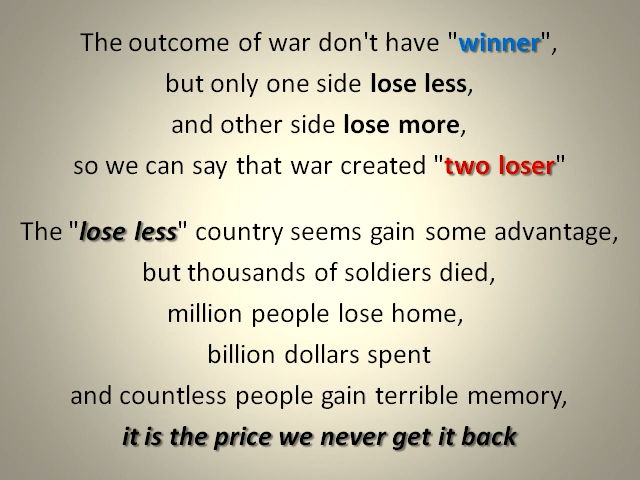 The outcome of war don't have "winner",
but only one side lose less,
and other side lose more,
so we can say that war created "two loser"
The "lose less" country seems gain some advantage,
but thousands of soldiers died,
million people lose home,
billion dollars spent
and countless people gain terrible memory,
it is the price we never get it back